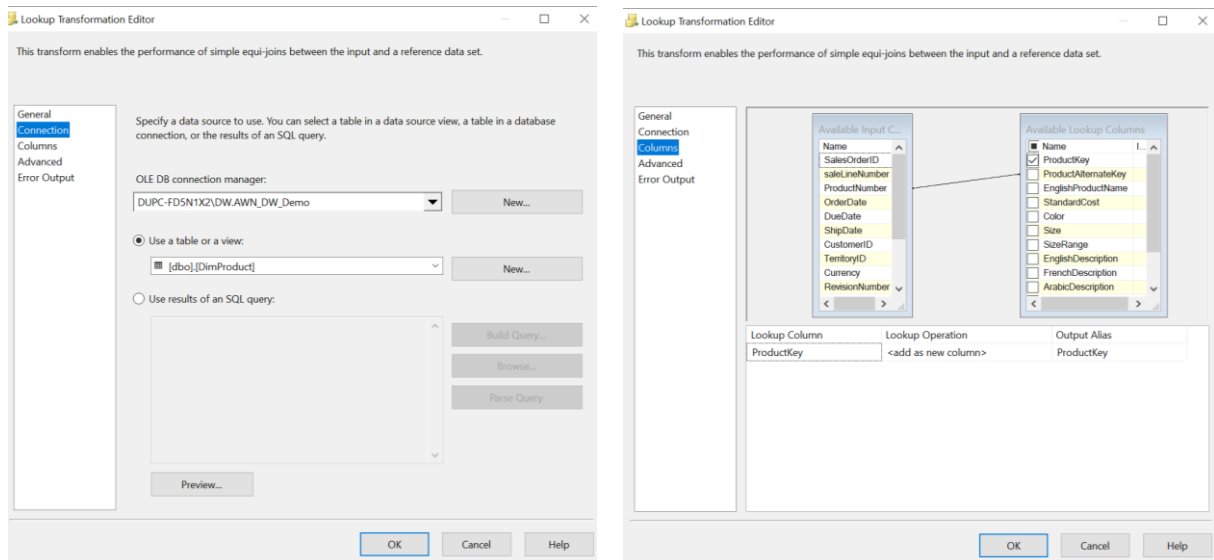 Lookup Transformation Editor
This transform enables the performance of simple equi-joins between the input and a reference data set.
General
Connection
Columns
Advanced
Error Output
Specify a data source to use. You can select a table in a data source view, a table in a database
connection, or the results of an SQL query.
OLE DB connection manager:
DUPC-FD5N1X2\DW.AWN_DW_Demo
New...
Use a table or a view:
[dbo].[DimProduct]
New...
Use results of an SQL query:
Build Query...
Browse...
Parse Query
Preview...
OK
Cancel
Help
Lookup Transformation Editor
This transform enables the performance of simple equi-joins between the input and a reference data set.
General
Connection
Columns
Advanced
Error Output
Available Input C...
Name
SalesOrderID
saleLineNumber
ProductNumber
OrderDate
DueDate
ShipDate
CustomerID
TerritoryID
Currency
RevisionNumber
Available Lookup Columns
Name I...
ProductKey
ProductAlternateKey
EnglishProductName
StandardCost
Color
Size
SizeRange
EnglishDescription
FrenchDescription
ArabicDescription
Lookup Column Lookup Operation Output Alias
ProductKey <add as new column> ProductKey
OK
Cancel
Help